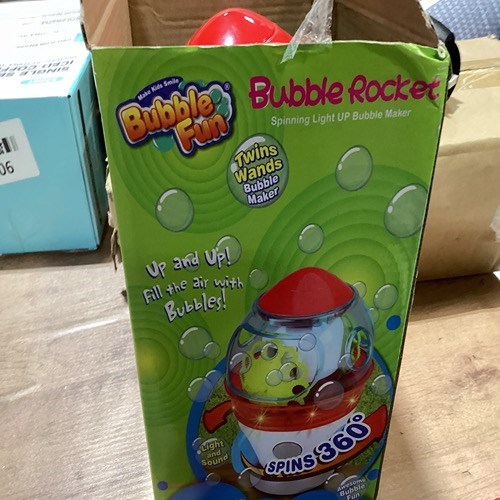 Make Kids Smile
Bubble
Fun
Bubble Rocket
Spinning Light UP Bubble Maker
Twins
Wands
Bubble
Maker
Up and Up!
Fill the air with
Bubbles!
Light
and
Sound
SPINS 360°
Awesome
Bubble
Fun
06